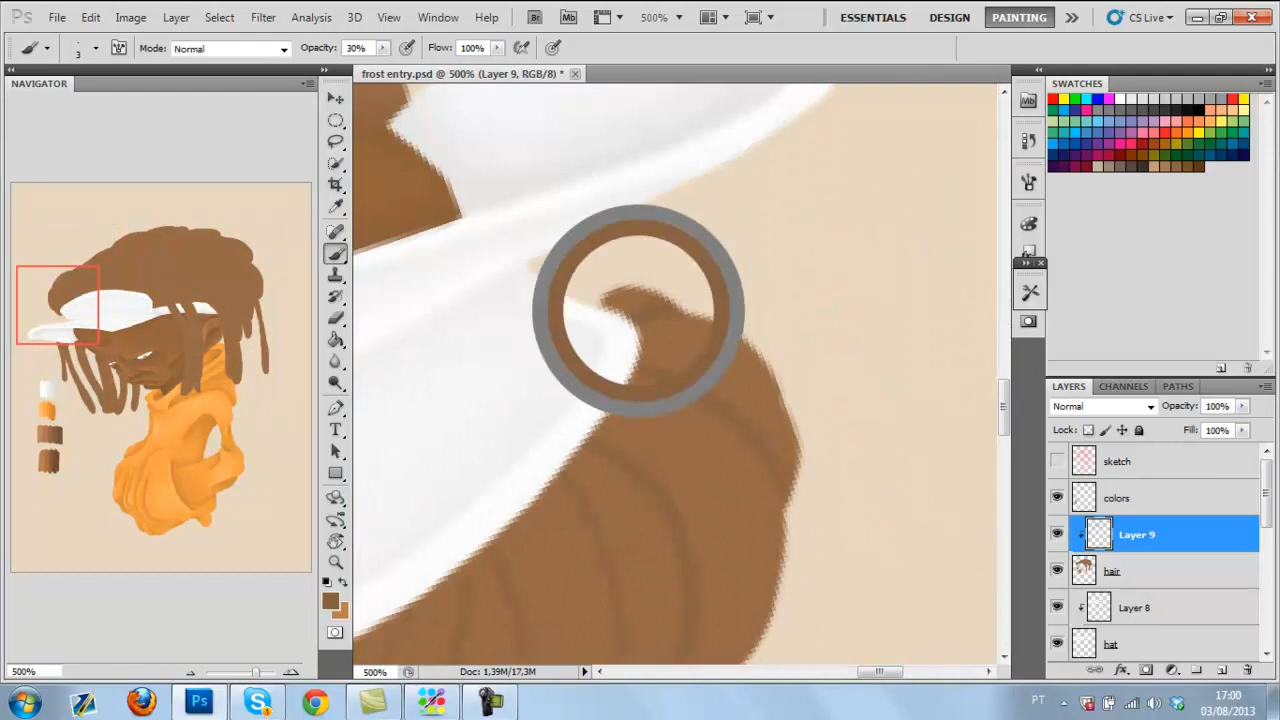 Ps File Edit Image Layer Select Filter Analysis 3D View Window Help Br Mb 500% ESSENTIALS DESIGN PAINTING CS Live
3 Mode: Normal Opacity: 30% Flow: 100%
NAVIGATOR
frost entry.psd @ 500% (Layer 9, RGB/8) *
SWATCHES
Mb
T
LAYERS CHANNELS PATHS
Normal Opacity: 100%
Lock: Fill: 100%
sketch
colors
Layer 9
hair
Layer 8
hat
500%
500% Doc: 1,39M/17,3M
Ps S PT 17:00
03/08/2013